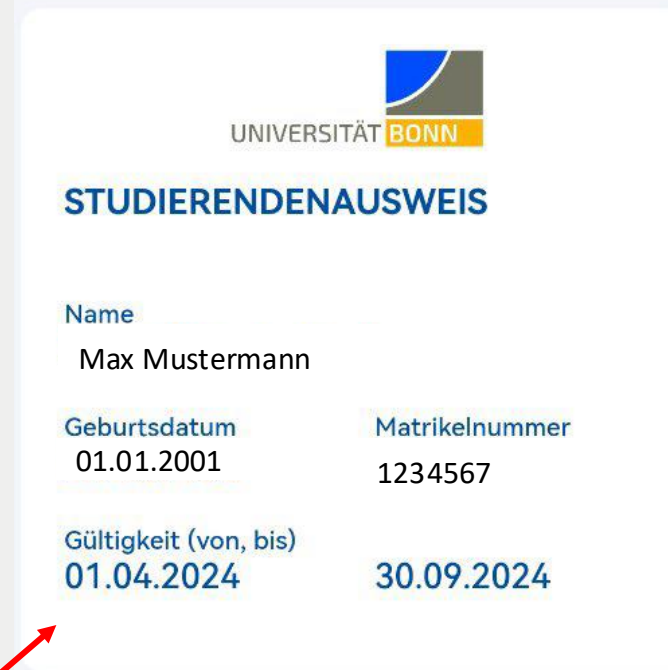 UNIVERSITÄT BONN
STUDIERENDENAUSWEIS
Name
Max Mustermann
Geburtsdatum Matrikelnummer
01.01.2001 1234567
Gültigkeit (von, bis)
01.04.2024 30.09.2024